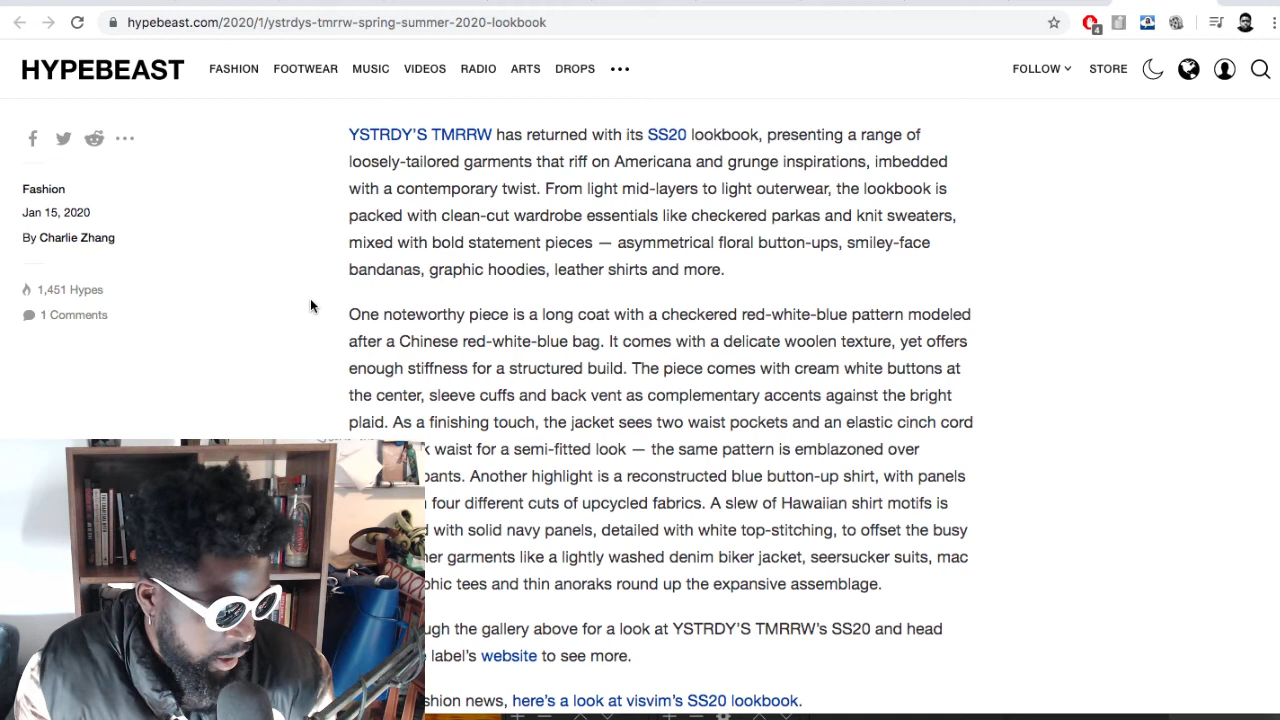 hypebeast.com/2020/1/ystrdys-tmrrw-spring-summer-2020-lookbook
4
HYPEBEAST FASHION FOOTWEAR MUSIC VIDEOS RADIO ARTS DROPS FOLLOW STORE
Fashion
Jan 15, 2020
By Charlie Zhang
1,451 Hypes
1 Comments
YSTRDY'S TMRRW has returned with its SS20 lookbook, presenting a range of
loosely-tailored garments that riff on Americana and grunge inspirations, imbedded
with a contemporary twist. From light mid-layers to light outerwear, the lookbook is
packed with clean-cut wardrobe essentials like checkered parkas and knit sweaters,
mixed with bold statement pieces — asymmetrical floral button-ups, smiley-face
bandanas, graphic hoodies, leather shirts and more.
One noteworthy piece is a long coat with a checkered red-white-blue pattern modeled
after a Chinese red-white-blue bag. It comes with a delicate woolen texture, yet offers
enough stiffness for a structured build. The piece comes with cream white buttons at
the center, sleeve cuffs and back vent as complementary accents against the bright
plaid. As a finishing touch, the jacket sees two waist pockets and an elastic cinch cord
k waist for a semi-fitted look — the same pattern is emblazoned over
pants. Another highlight is a reconstructed blue button-up shirt, with panels
four different cuts of upcycled fabrics. A slew of Hawaiian shirt motifs is
d with solid navy panels, detailed with white top-stitching, to offset the busy
her garments like a lightly washed denim biker jacket, seersucker suits, mac
phic tees and thin anoraks round up the expansive assemblage.
ugh the gallery above for a look at YSTRDY'S TMRRW's SS20 and head
label's website to see more.
shion news, here's a look at visvim's SS20 lookbook.